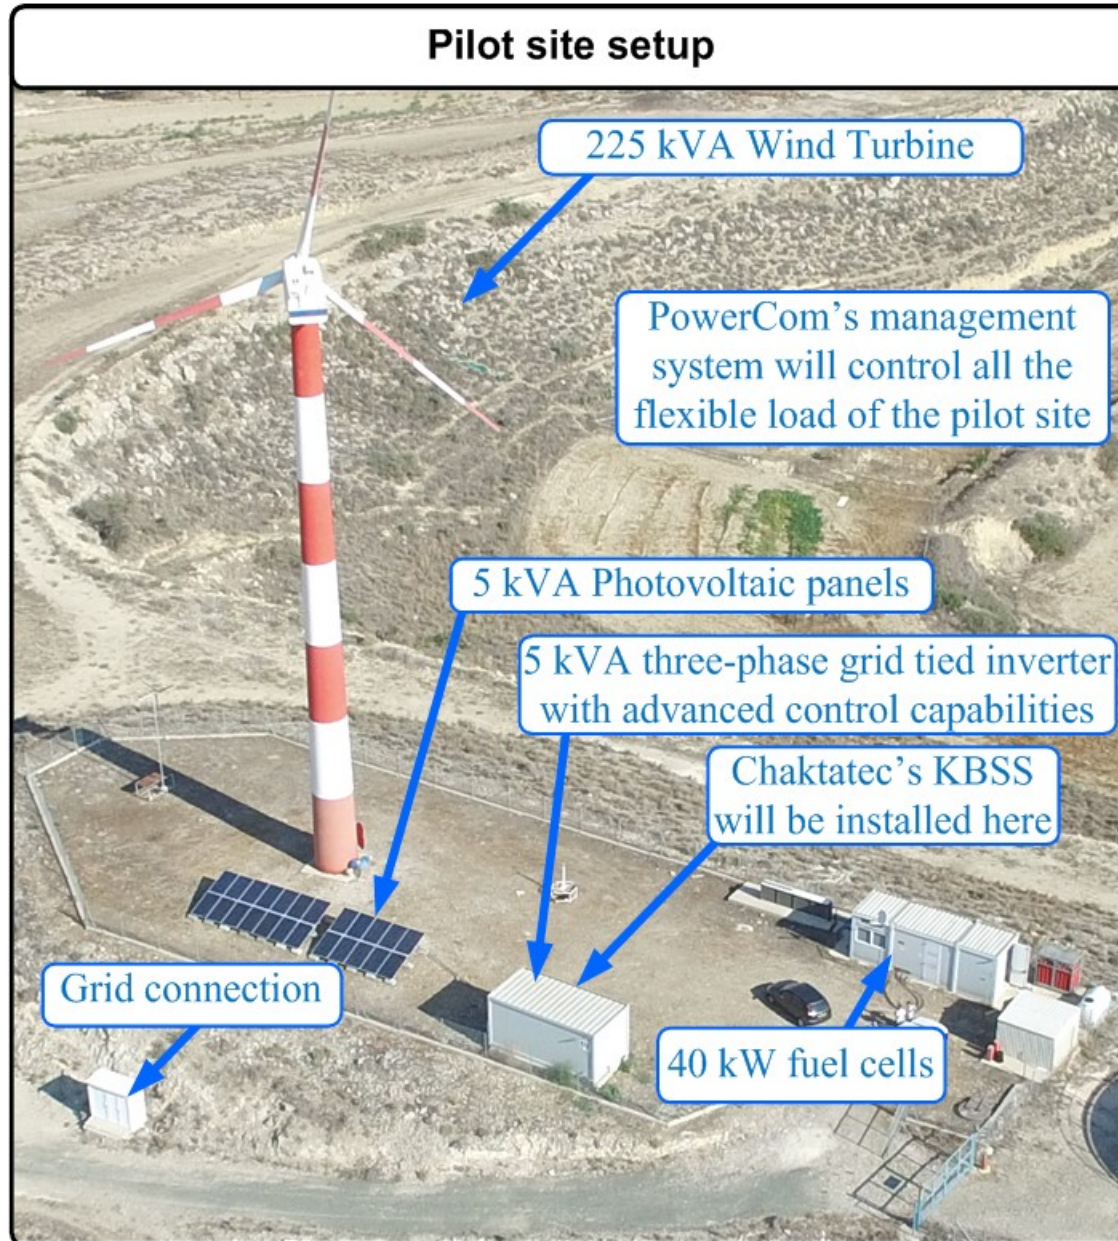 Pilot site setup
225 kVA Wind Turbine
PowerCom's management
system will control all the
flexible load of the pilot site
5 kVA Photovoltaic panels
5 kVA three-phase grid tied inverter
with advanced control capabilities
Chaktatec's KBSS
will be installed here
Grid connection
40 kW fuel cells